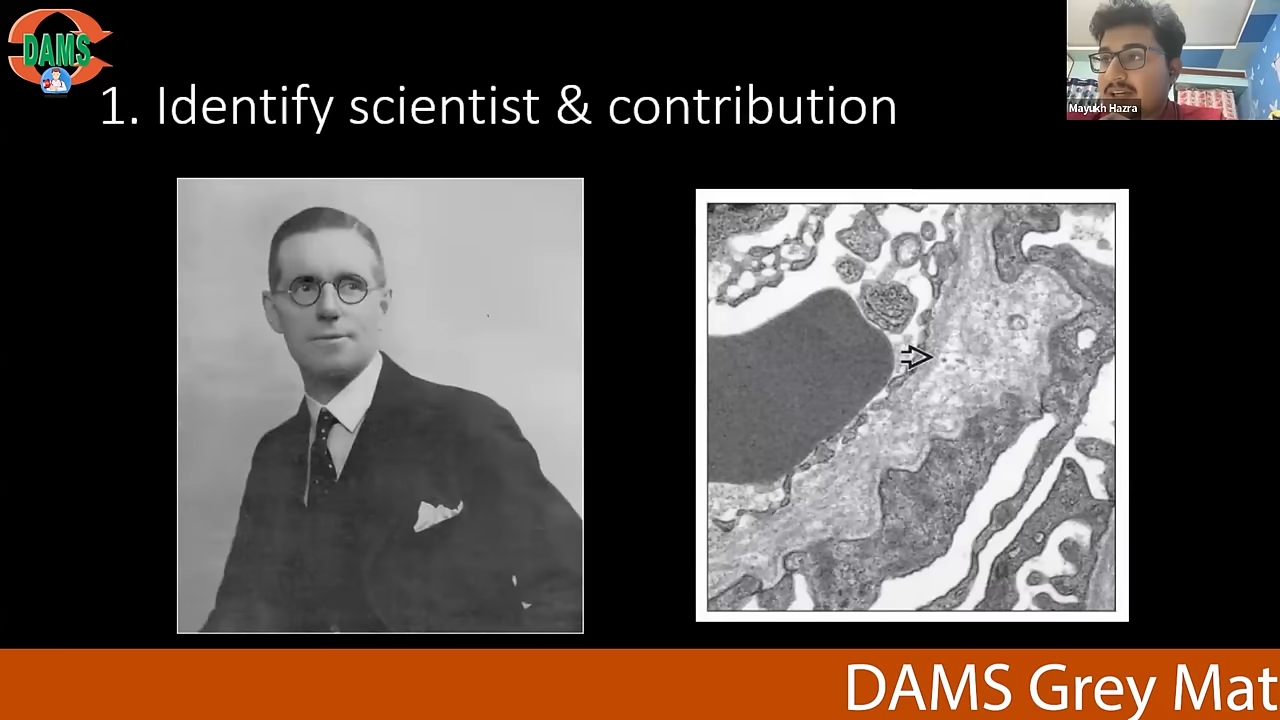 DAMS
1. Identify scientist & contribution
Mayukh Hazra
DAMS Grey Mat